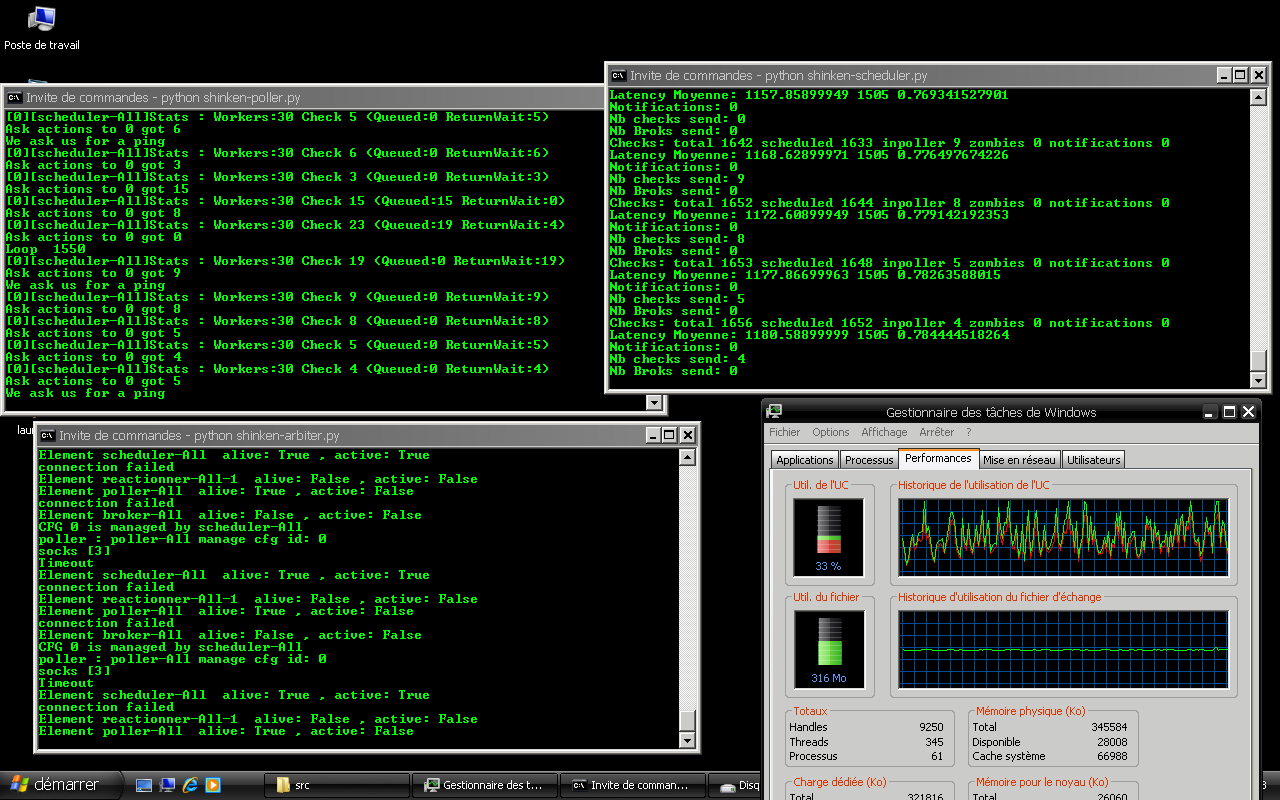 Poste de travail
Invite de commandes - python shinken-poller.py
[0][scheduler-All]Stats : Workers:30 Check 5 (Queued:0 ReturnWait:5)
Ask actions to 0 got 6
We ask us for a ping
[0][scheduler-All]Stats : Workers:30 Check 6 (Queued:0 ReturnWait:6)
Ask actions to 0 got 3
[0][scheduler-All]Stats : Workers:30 Check 3 (Queued:0 ReturnWait:3)
Ask actions to 0 got 15
[0][scheduler-All]Stats : Workers:30 Check 15 (Queued:15 ReturnWait:0)
Ask actions to 0 got 8
[0][scheduler-All]Stats : Workers:30 Check 23 (Queued:19 ReturnWait:4)
Ask actions to 0 got 0
Loop  1550
[0][scheduler-All]Stats : Workers:30 Check 19 (Queued:0 ReturnWait:19)
Ask actions to 0 got 9
We ask us for a ping
[0][scheduler-All]Stats : Workers:30 Check 9 (Queued:0 ReturnWait:9)
Ask actions to 0 got 8
[0][scheduler-All]Stats : Workers:30 Check 8 (Queued:0 ReturnWait:8)
Ask actions to 0 got 5
[0][scheduler-All]Stats : Workers:30 Check 5 (Queued:0 ReturnWait:5)
Ask actions to 0 got 4
[0][scheduler-All]Stats : Workers:30 Check 4 (Queued:0 ReturnWait:4)
Ask actions to 0 got 5
We ask us for a ping
Invite de commandes - python shinken-scheduler.py
Latency Moyenne: 1157.85899949 1505 0.769341527901
Notifications: 0
Nb checks send: 0
Nb Broks send: 0
Checks: total 1642 scheduled 1633 inpoller 9 zombies 0 notifications 0
Latency Moyenne: 1168.62899971 1505 0.776497674226
Notifications: 0
Nb checks send: 9
Nb Broks send: 0
Checks: total 1652 scheduled 1644 inpoller 8 zombies 0 notifications 0
Latency Moyenne: 1172.60899949 1505 0.779142192353
Notifications: 0
Nb checks send: 8
Nb Broks send: 0
Checks: total 1653 scheduled 1648 inpoller 5 zombies 0 notifications 0
Latency Moyenne: 1177.86699963 1505 0.78263588015
Notifications: 0
Nb checks send: 5
Nb Broks send: 0
Checks: total 1656 scheduled 1652 inpoller 4 zombies 0 notifications 0
Latency Moyenne: 1180.58899999 1505 0.784444518264
Notifications: 0
Nb checks send: 4
Nb Broks send: 0
lau
Invite de commandes - python shinken-arbiter.py
Element scheduler-All  alive: True , active: True
connection failed
Element reactionner-All-1  alive: False , active: False
Element poller-All  alive: True , active: False
connection failed
Element broker-All  alive: False , active: False
CFG 0 is managed by scheduler-All
poller : poller-All manage cfg id: 0
socks [3]
Timeout
Element scheduler-All  alive: True , active: True
connection failed
Element reactionner-All-1  alive: False , active: False
Element poller-All  alive: True , active: False
connection failed
Element broker-All  alive: False , active: False
CFG 0 is managed by scheduler-All
poller : poller-All manage cfg id: 0
socks [3]
Timeout
Element scheduler-All  alive: True , active: True
connection failed
Element reactionner-All-1  alive: False , active: False
Element poller-All  alive: True , active: False
Gestionnaire des tâches de Windows
Fichier Options Affichage Arrêter ?
Applications Processus Performances Mise en réseau Utilisateurs
Util. de l'UC
Historique de l'utilisation de l'UC
33 %
Util. du fichier
Historique d'utilisation du fichier d'échange
316 Mo
Totaux
Handles 9250
Threads 345
Processus 61
Mémoire physique (Ko)
Total 345584
Disponible 28008
Cache système 66988
Charge dédiée (Ko)
Total 321816
Mémoire pour le noyau (Ko)
Total 26060
démarrer
src
Gestionnaire des t...
Invite de comman...
Disq
3